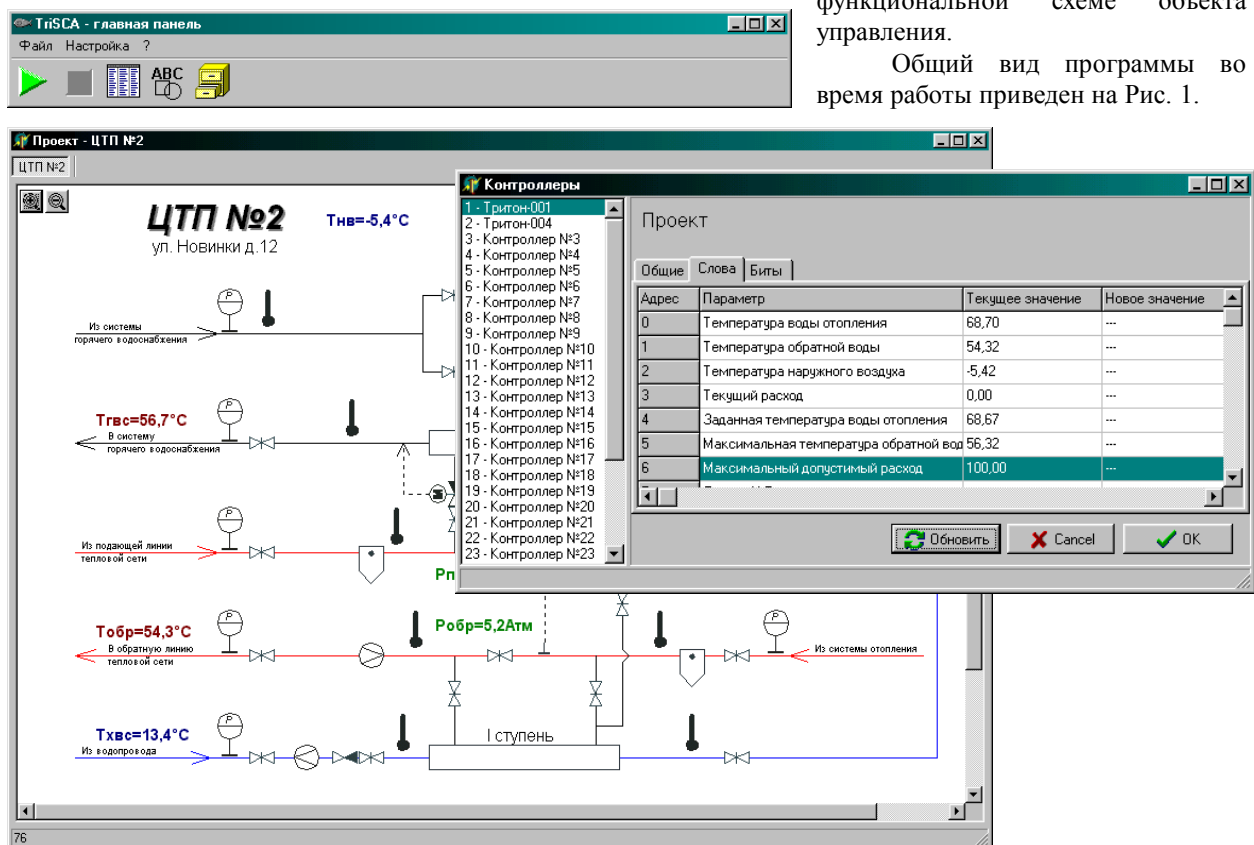 функциональной схеме объекта
управления.
Общий вид программы во
время работы приведен на Рис. 1.
TriSCA - главная панель
Файл Настройка ?
ABC
Проект - ЦТП №2
ЦТП №2
ЦТП №2
ул. Новинки д.12
Тнв=-5,4°C
P
Из системы
горячего водоснабжения
Тгвс=56,7°C
P
В систему
горячего водоснабжения
M
P
Из подающей линии
тепловой сети
Рп
Тобр=54,3°C
P
В обратную линию
тепловой сети
Робр=5,2Атм
P
Из системы отопления
Тхвс=13,4°C
P
Из водопровода
I ступень
76
Контроллеры
1 - Тритон-001
2 - Тритон-004
3 - Контроллер №3
4 - Контроллер №4
5 - Контроллер №5
6 - Контроллер №6
7 - Контроллер №7
8 - Контроллер №8
9 - Контроллер №9
10 - Контроллер №10
11 - Контроллер №11
12 - Контроллер №12
13 - Контроллер №13
14 - Контроллер №14
15 - Контроллер №15
16 - Контроллер №16
17 - Контроллер №17
18 - Контроллер №18
19 - Контроллер №19
20 - Контроллер №20
21 - Контроллер №21
22 - Контроллер №22
23 - Контроллер №23
Проект
Общие Слова Биты
Адрес Параметр Текущее значение Новое значение
0 Температура воды отопления 68,70 ---
1 Температура обратной воды 54,32 ---
2 Температура наружного воздуха -5,42 ---
3 Текущий расход 0,00 ---
4 Заданная температура воды отопления 68,67 ---
5 Максимальная температура обратной вод 56,32 ---
6 Максимальный допустимый расход 100,00 ---
Обновить Cancel OK